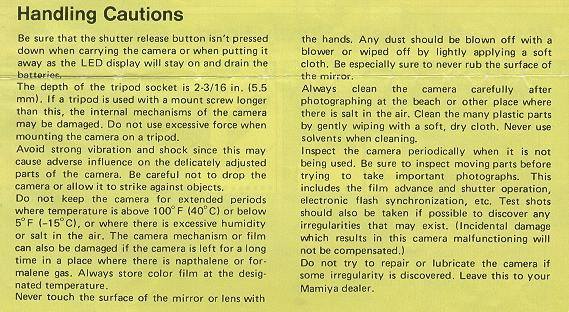 Handling Cautions
Be sure that the shutter release button isn't pressed
down when carrying the camera or when putting it
away as the LED display will stay on and drain the
batteries.
The depth of the tripod socket is 2-3/16 in. (5.5
mm). If a tripod is used with a mount screw longer
than this, the internal mechanisms of the camera
may be damaged. Do not use excessive force when
mounting the camera on a tripod.
Avoid strong vibration and shock since this may
cause adverse influence on the delicately adjusted
parts of the camera. Be careful not to drop the
camera or allow it to strike against objects.
Do not keep the camera for extended periods
where temperature is above 100°F (40°C) or below
5°F (-15°C), or where there is excessive humidity
or salt in the air. The camera mechanism or film
can also be damaged if the camera is left for a long
time in a place where there is napthalene or for-
malene gas. Always store color film at the desig-
nated temperature.
Never touch the surface of the mirror or lens with
the hands. Any dust should be blown off with a
blower or wiped off by lightly applying a soft
cloth. Be especially sure to never rub the surface of
the mirror.
Always clean the camera carefully after
photographing at the beach or other place where
there is salt in the air. Clean the many plastic parts
by gently wiping with a soft, dry cloth. Never use
solvents when cleaning.
Inspect the camera periodically when it is not
being used. Be sure to inspect moving parts before
trying to take important photographs. This
includes the film advance and shutter operation,
electronic flash synchronization, etc. Test shots
should also be taken if possible to discover any
irregularities that may exist. (Incidental damage
which results in this camera malfunctioning will
not be compensated.)
Do not try to repair or lubricate the camera if
some irregularity is discovered. Leave this to your
Mamiya dealer.